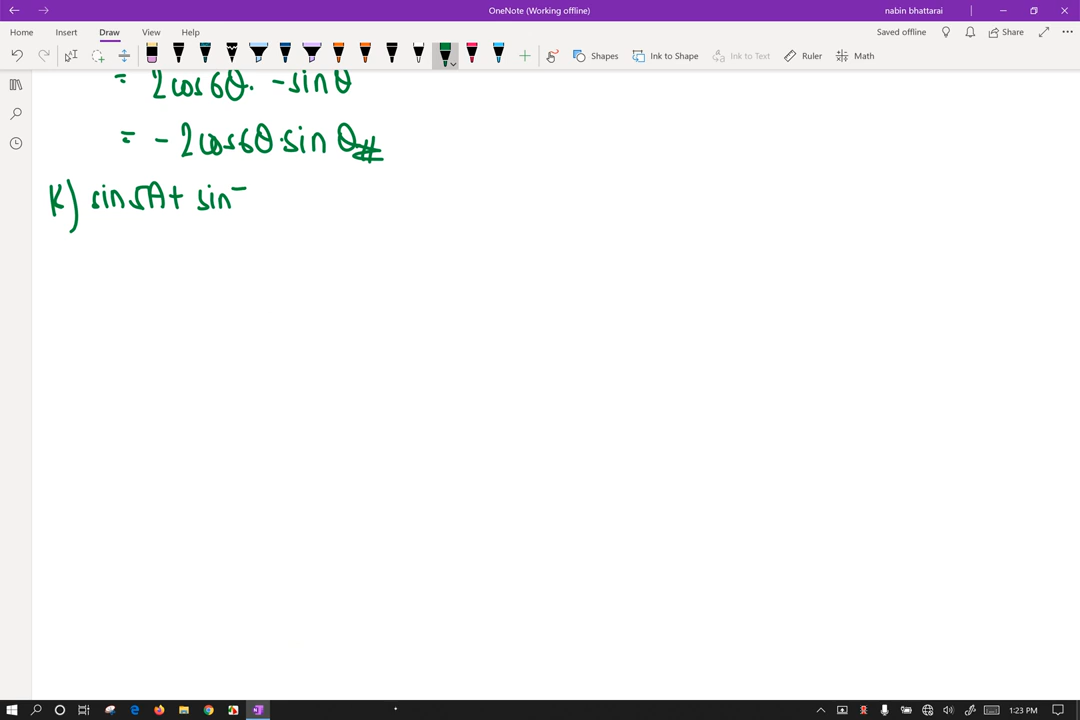 OneNote (Working offline)
nabin bhattarai
Home Insert Draw View Help
Saved offline
Share
Shapes
Ink to Shape
Ink to Text
Ruler
Math
= 2cos6θ. -sinθ
= - 2cos6θ.sin θ
K) sin5A+ sin
1:23 PM